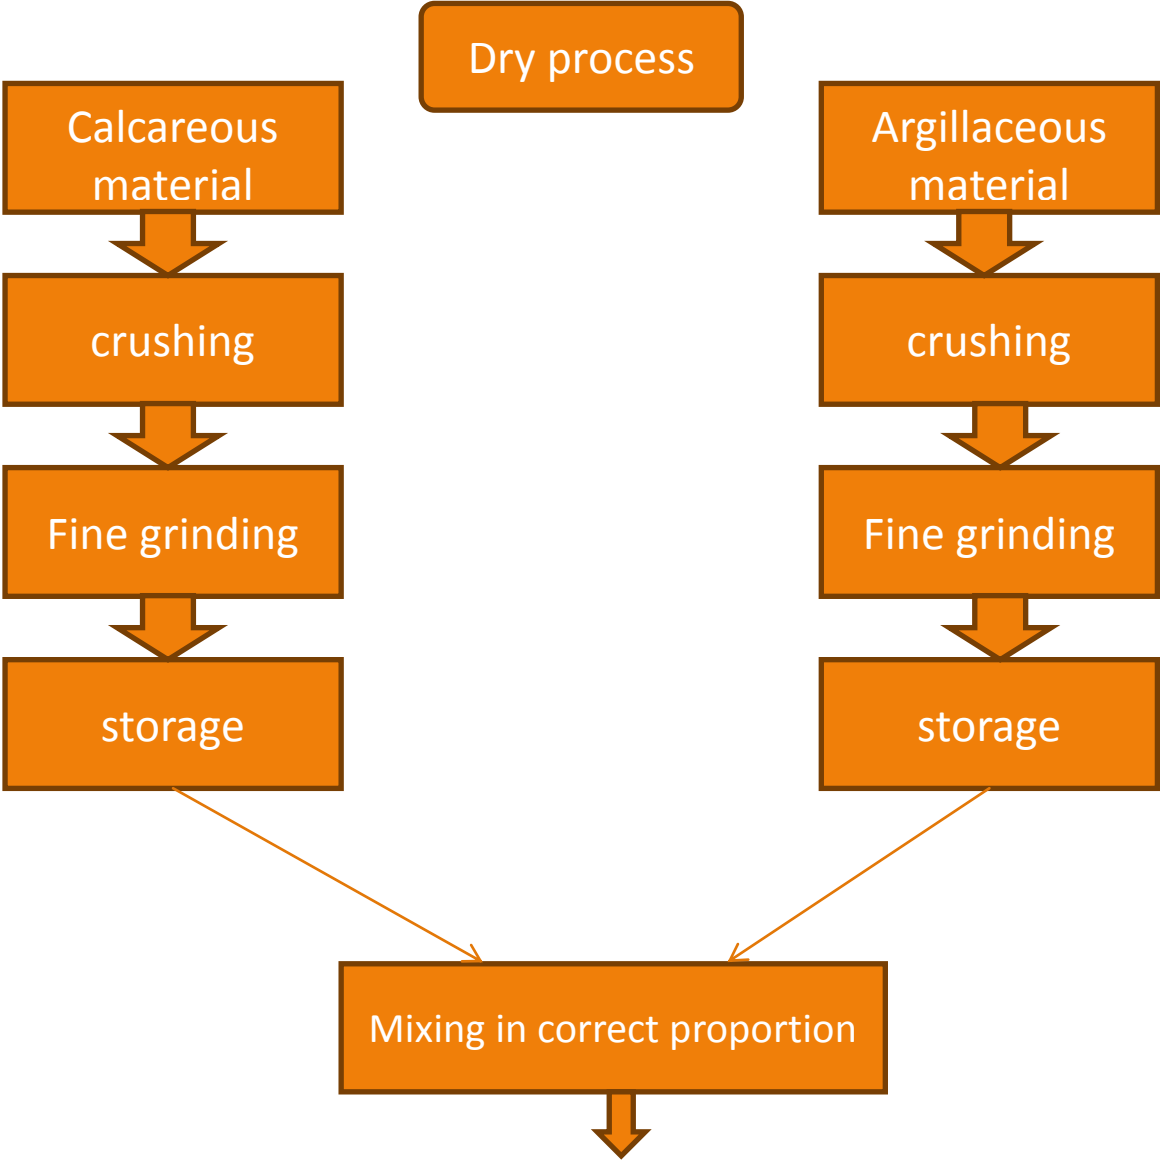 Dry process
Calcareous
material
Argillaceous
material
crushing
crushing
Fine grinding
Fine grinding
storage
storage
Mixing in correct proportion